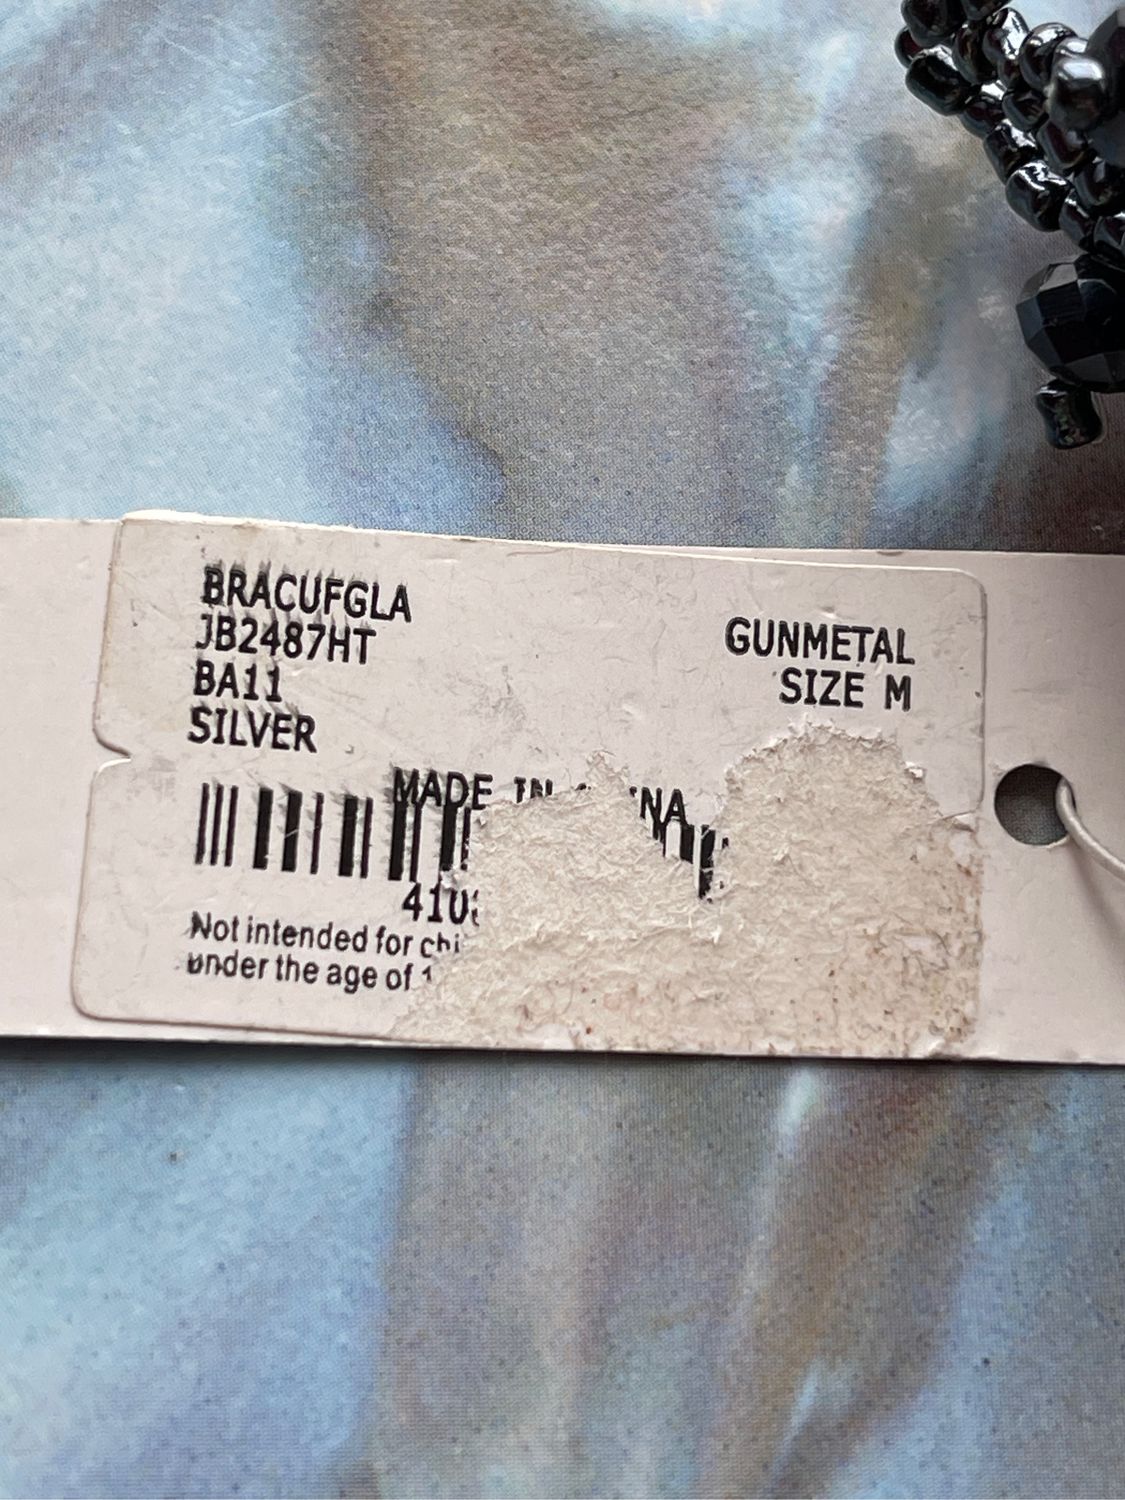 BRACUFGLA
JB2487HT
BA11
SILVER
GUNMETAL
SIZE M
MADE IN
Not intended for
under the age of